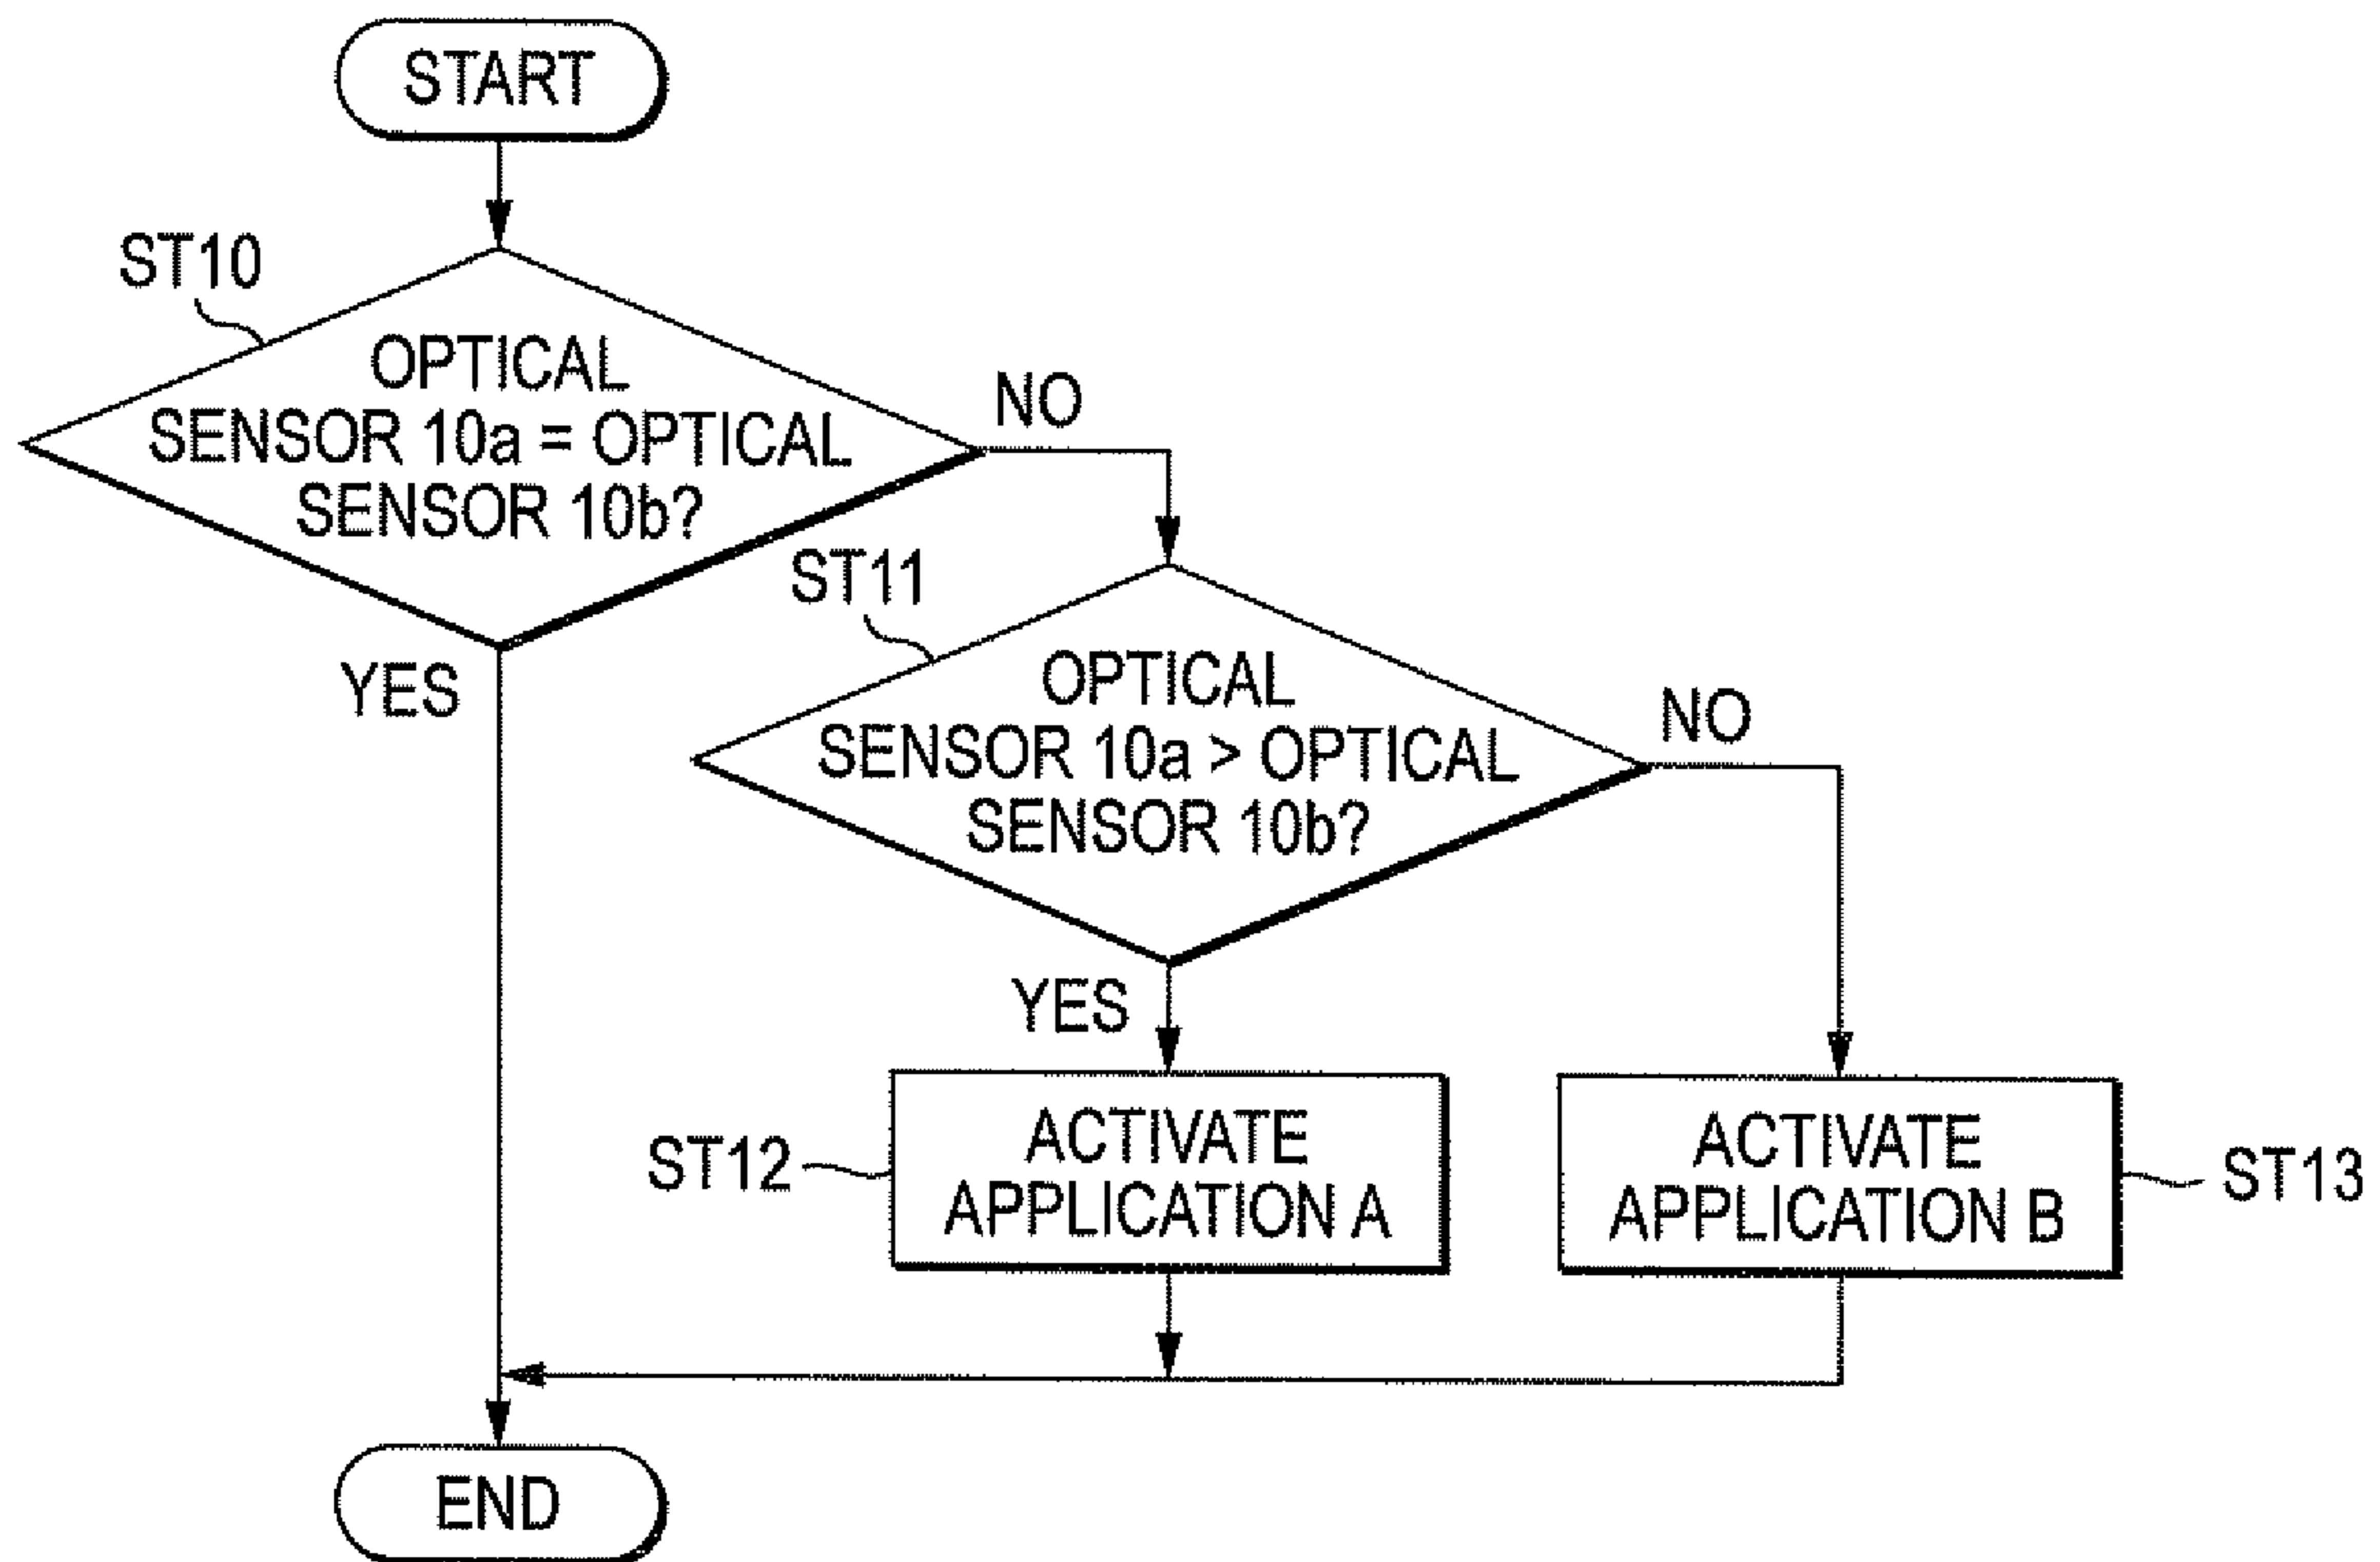 START
ST10
OPTICAL
SENSOR 10a = OPTICAL
SENSOR 10b?
NO
YES
ST11
OPTICAL
SENSOR 10a > OPTICAL
SENSOR 10b?
NO
YES
ST12
ACTIVATE
APPLICATION A
ACTIVATE
APPLICATION B
ST13
END